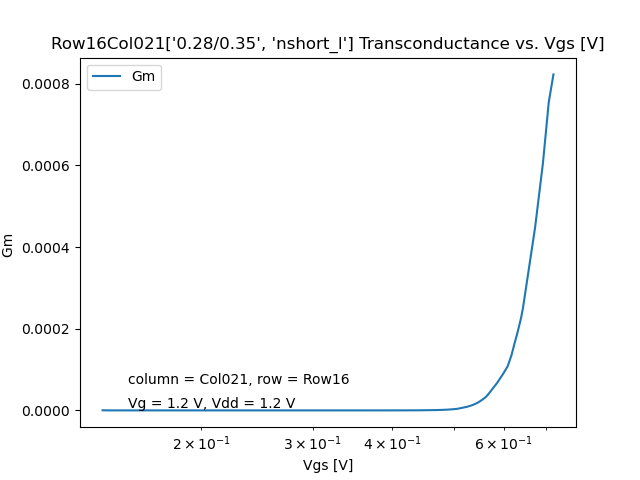 Row16Col021['0.28/0.35', 'nshort_l'] Transconductance vs. Vgs [V]
Gm
0.0008
0.0006
0.0004
0.0002
0.0000
Gm
column = Col021, row = Row16
Vg = 1.2 V, Vdd = 1.2 V
2 × 10⁻¹ 3 × 10⁻¹ 4 × 10⁻¹ 6 × 10⁻¹
Vgs [V]